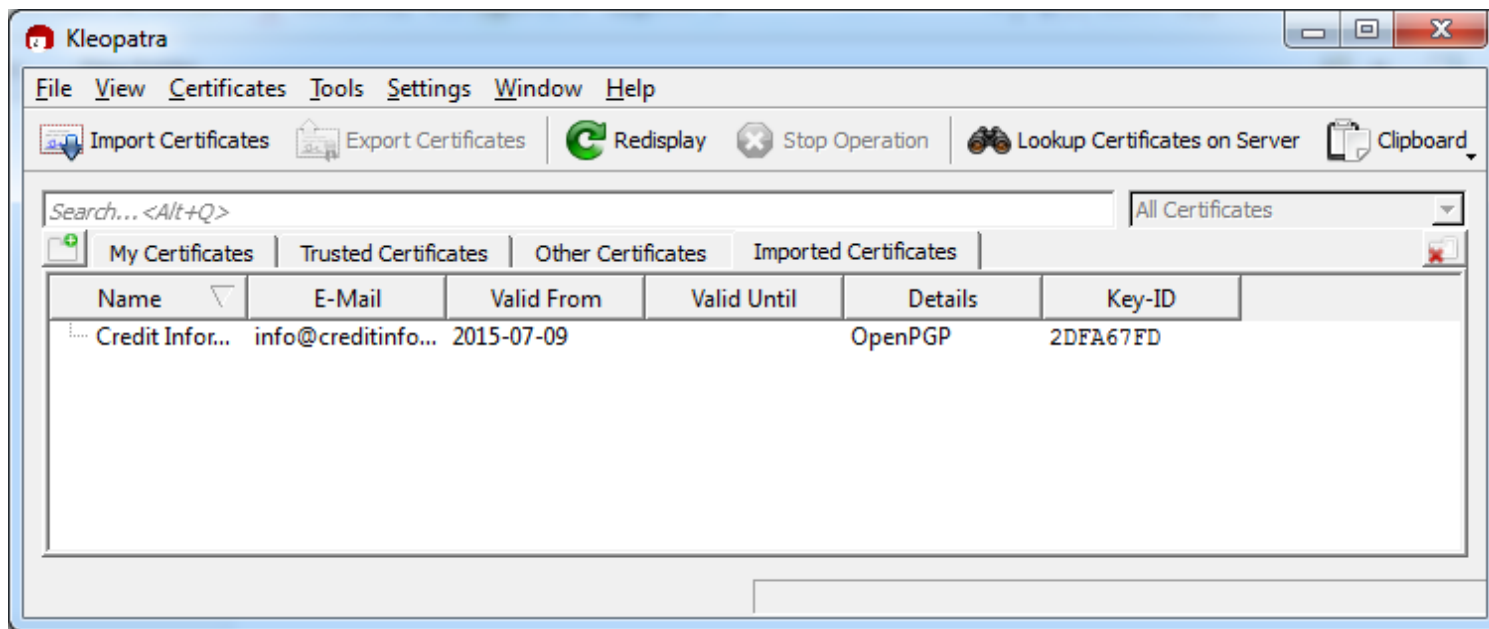 Kleopatra
File View Certificates Tools Settings Window Help
Import Certificates Export Certificates Redisplay Stop Operation Lookup Certificates on Server Clipboard
Search...<Alt+Q> All Certificates
My Certificates Trusted Certificates Other Certificates Imported Certificates
Name E-Mail Valid From Valid Until Details Key-ID
Credit Infor... info@creditinfo... 2015-07-09 OpenPGP 2DFA67FD